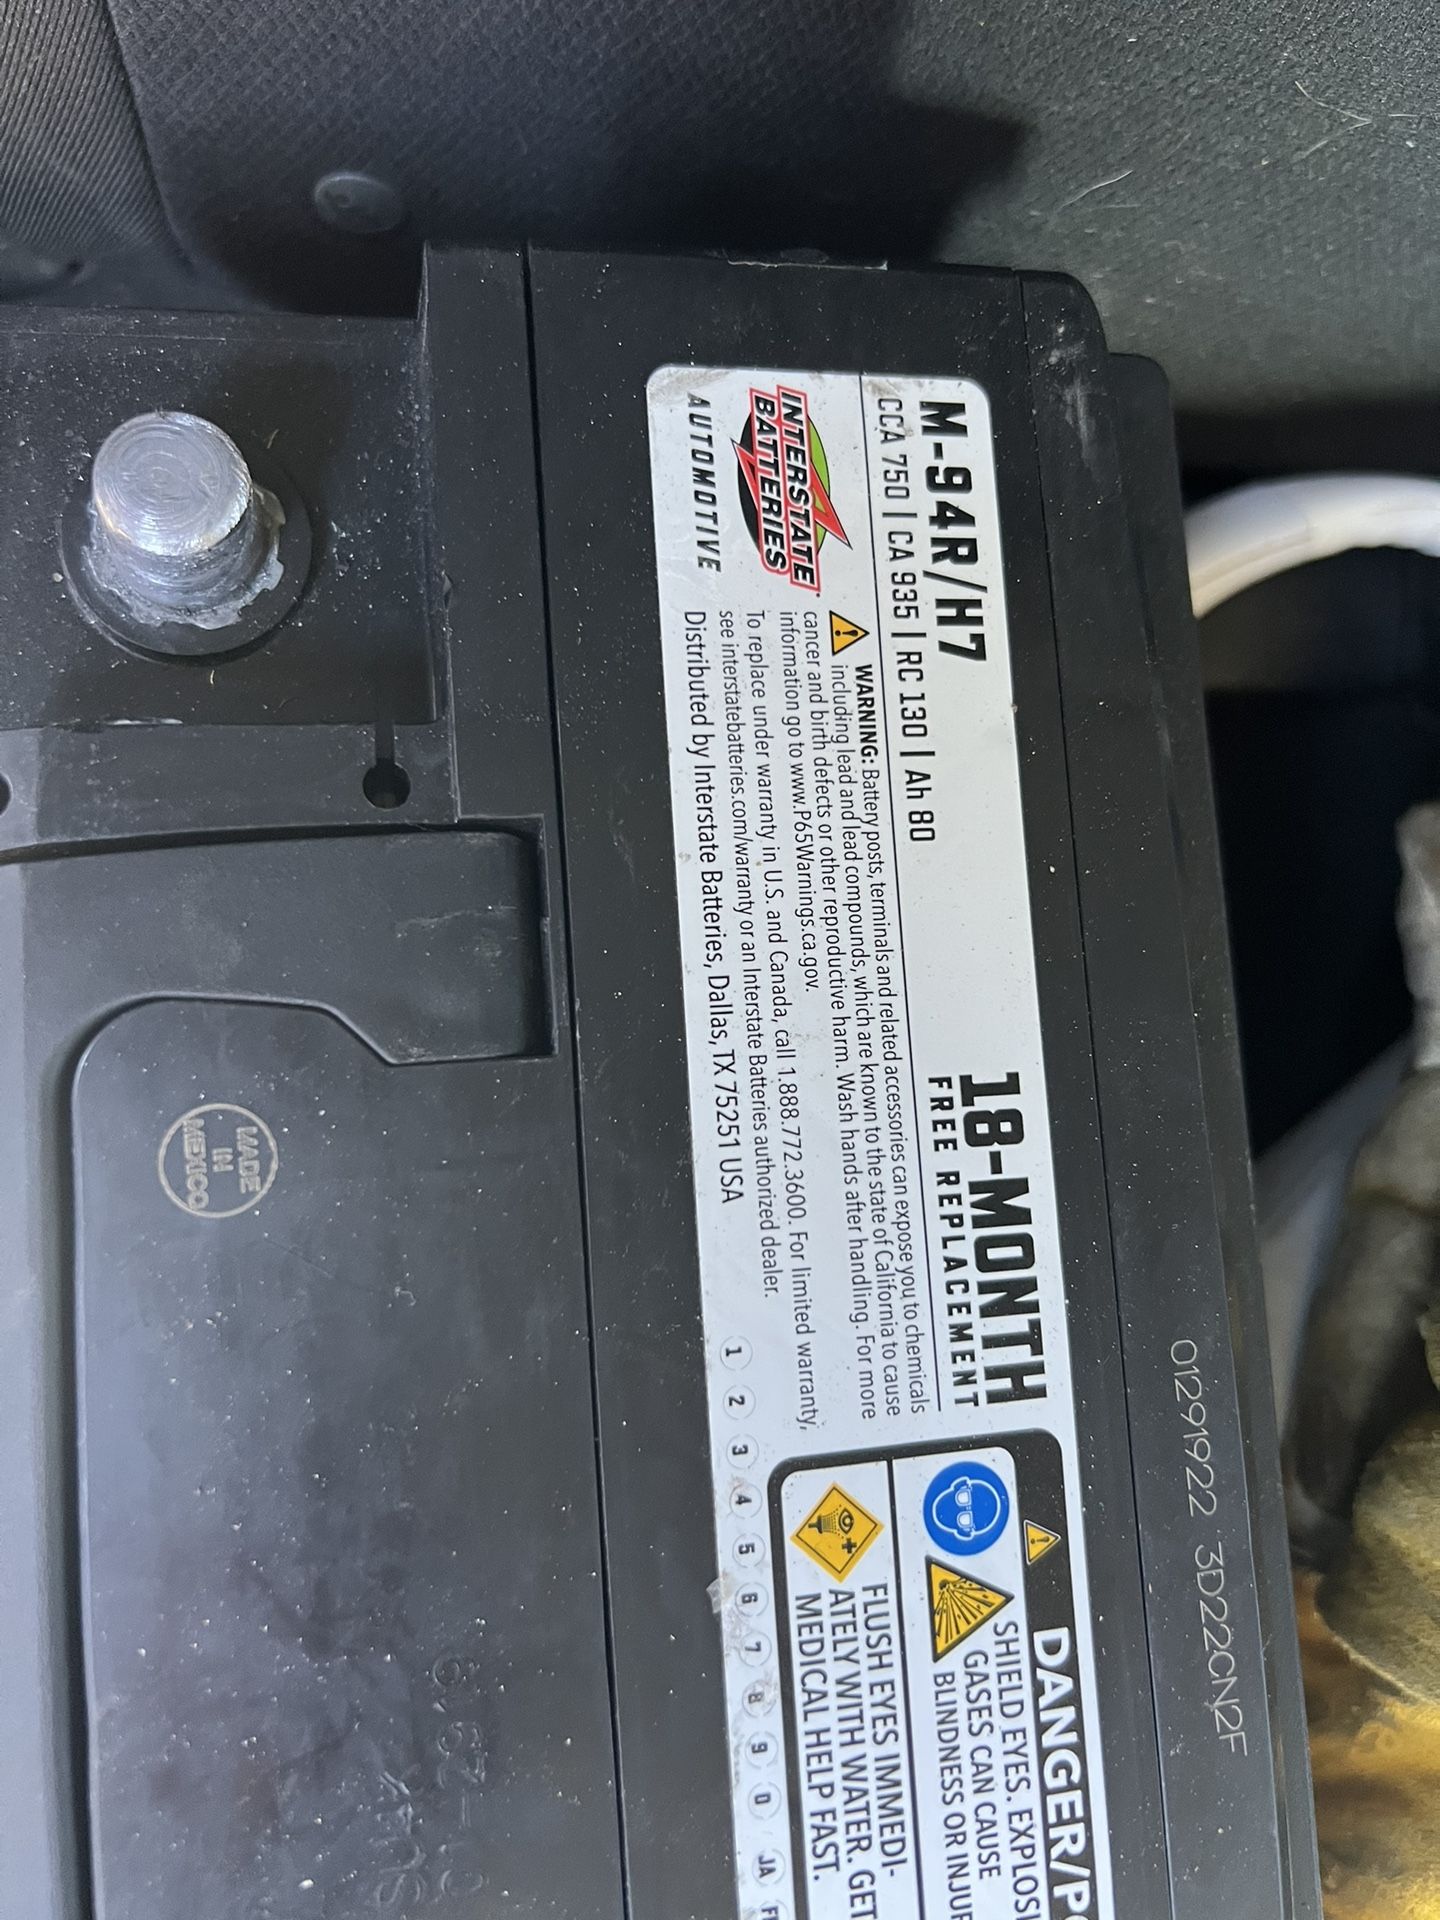 M-94R/H7
18-MONTH
FREE REPLACEMENT
CCA 750 | CA 935 | RC 130 | Ah 80
INTERSTATE
BATTERIES
AUTOMOTIVE
WARNING: Battery posts, terminals and related accessories can expose you to chemicals
including lead and lead compounds, which are known to the state of California to cause
cancer and birth defects or other reproductive harm. Wash hands after handling. For more
information go to www.P65Warnings.ca.gov.
To replace under warranty in U.S. and Canada, call 1.888.772.3600. For limited warranty,
see interstatebatteries.com/warranty or an Interstate Batteries authorized dealer.
Distributed by Interstate Batteries, Dallas, TX 75251 USA
1 2 3 4 5 6 7 8 9 0 JA
DANGER/PO
SHIELD EYES. EXPLOSI
GASES CAN CAUSE
BLINDNESS OR INJUR
FLUSH EYES IMMEDI-
ATELY WITH WATER. GET
MEDICAL HELP FAST.
01291922 3D22CN2F
MADE
IN
MEXICO